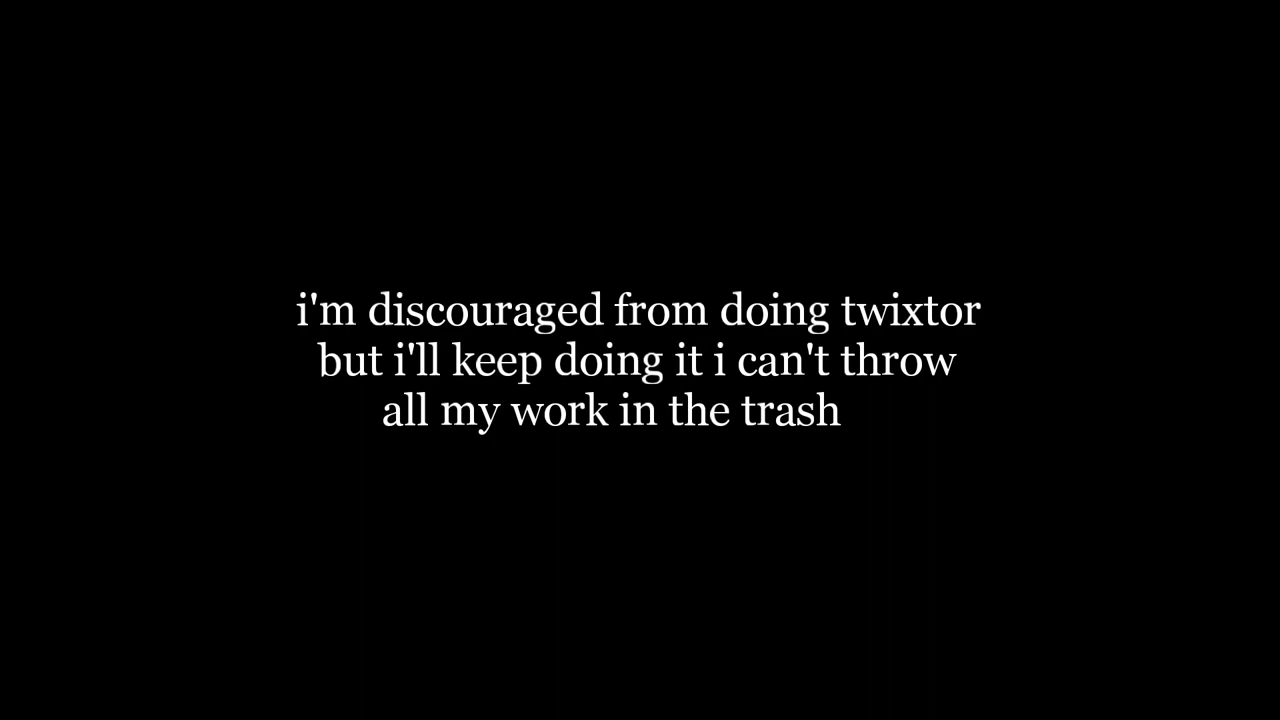 i'm discouraged from doing twixtor
but i'll keep doing it i can't throw
all my work in the trash